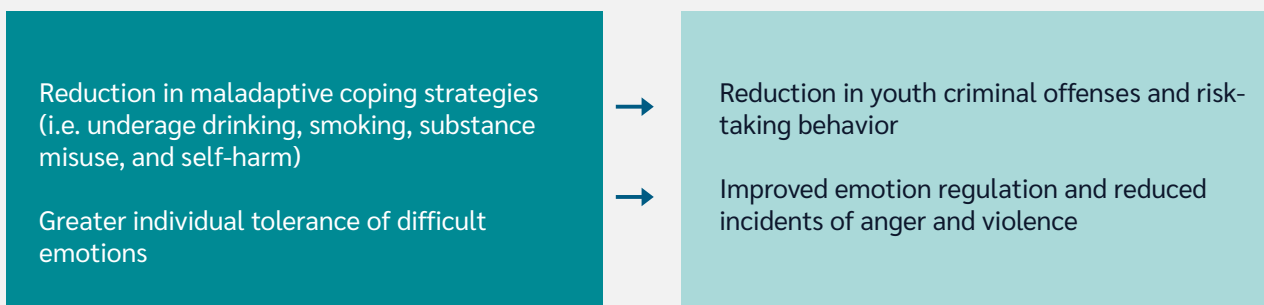 Reduction in maladaptive coping strategies
(i.e. underage drinking, smoking, substance
misuse, and self-harm)
Greater individual tolerance of difficult
emotions
Reduction in youth criminal offenses and risk-
taking behavior
Improved emotion regulation and reduced
incidents of anger and violence